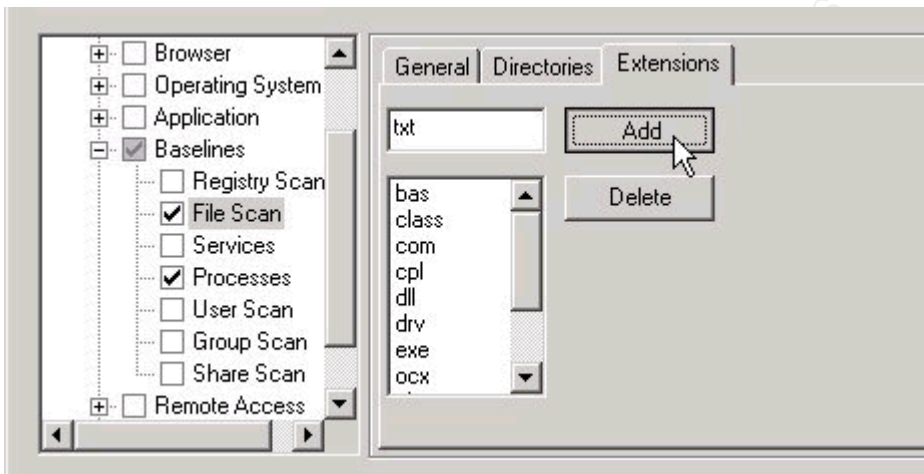 Browser
Operating System
Application
Baselines
Registry Scan
File Scan
Services
Processes
User Scan
Group Scan
Share Scan
Remote Access
General
Directories
Extensions
txt
Add
bas
class
com
cpl
dll
drv
exe
ocx
Delete